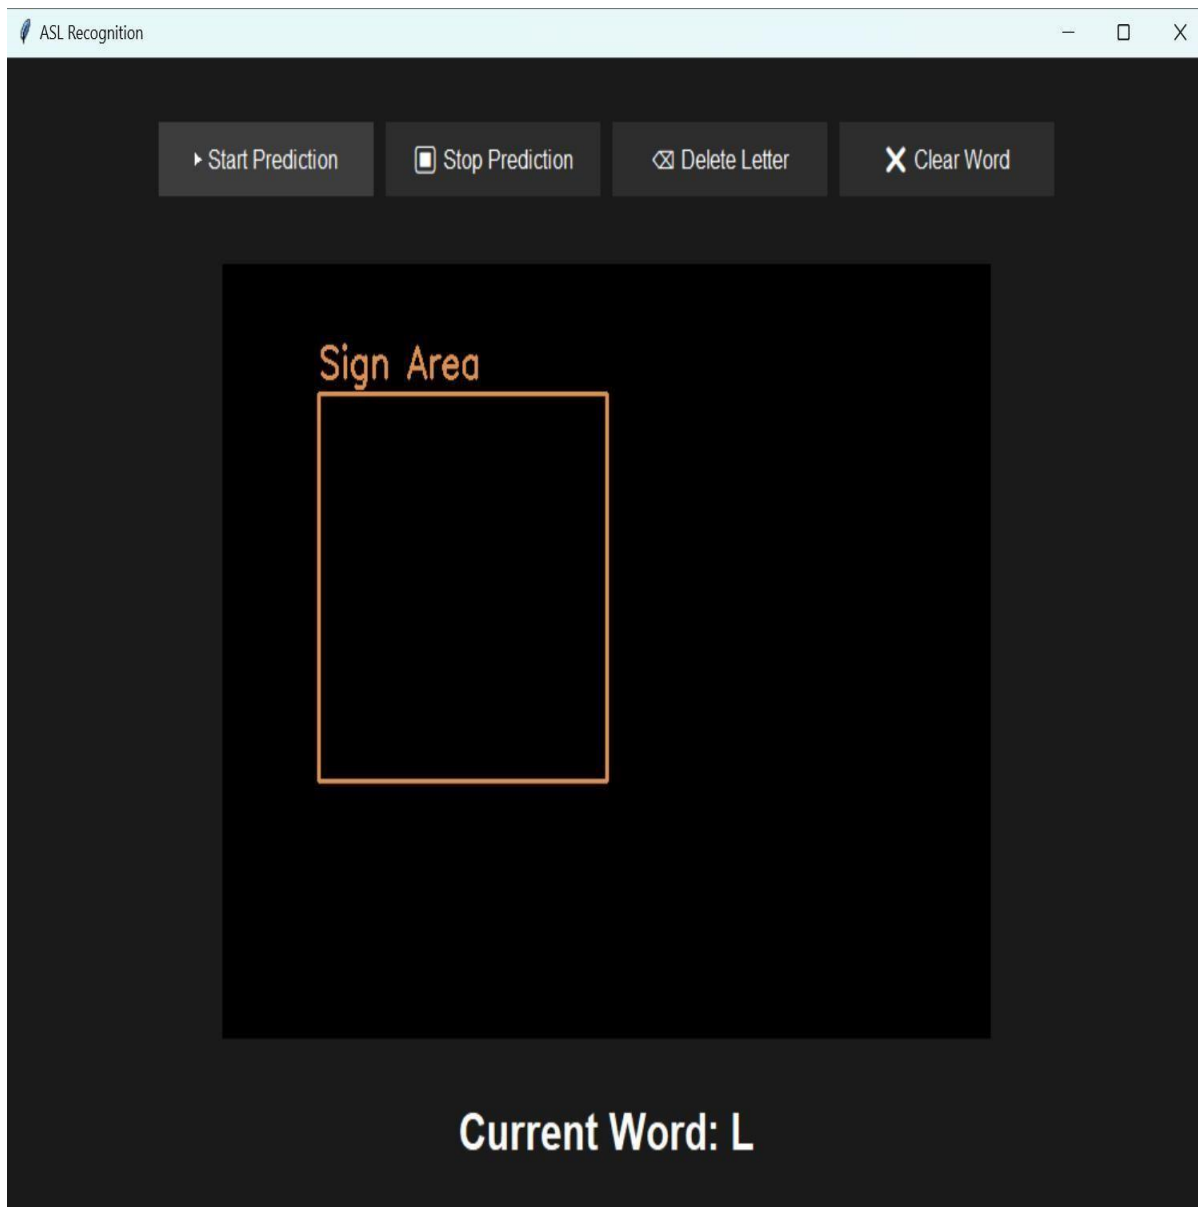 ASL Recognition
Start Prediction Stop Prediction Delete Letter Clear Word
Sign Area
Current Word: L